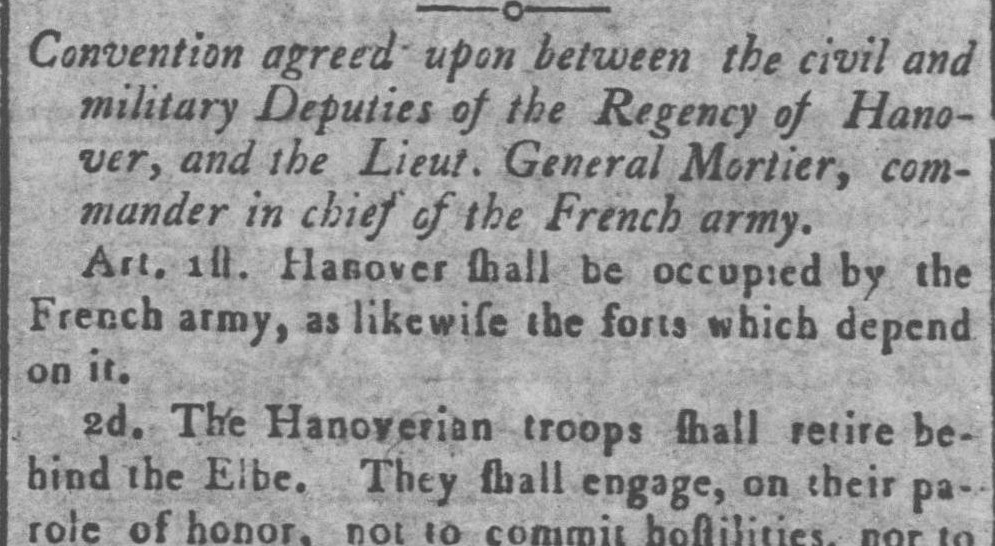 Convention agreed upon between the civil and
military Deputies of the Regency of Hano-
ver, and the Lieut. General Mortier, com-
mander in chief of the French army.
Art. 1ſt. Hanover ſhall be occupied by the
French army, as likewiſe the forts which depend
on it.
2d. The Hanoverian troops ſhall retire be-
hind the Elbe. They ſhall engage, on their pa-
role of honor, not to commit hoſtilities, nor to